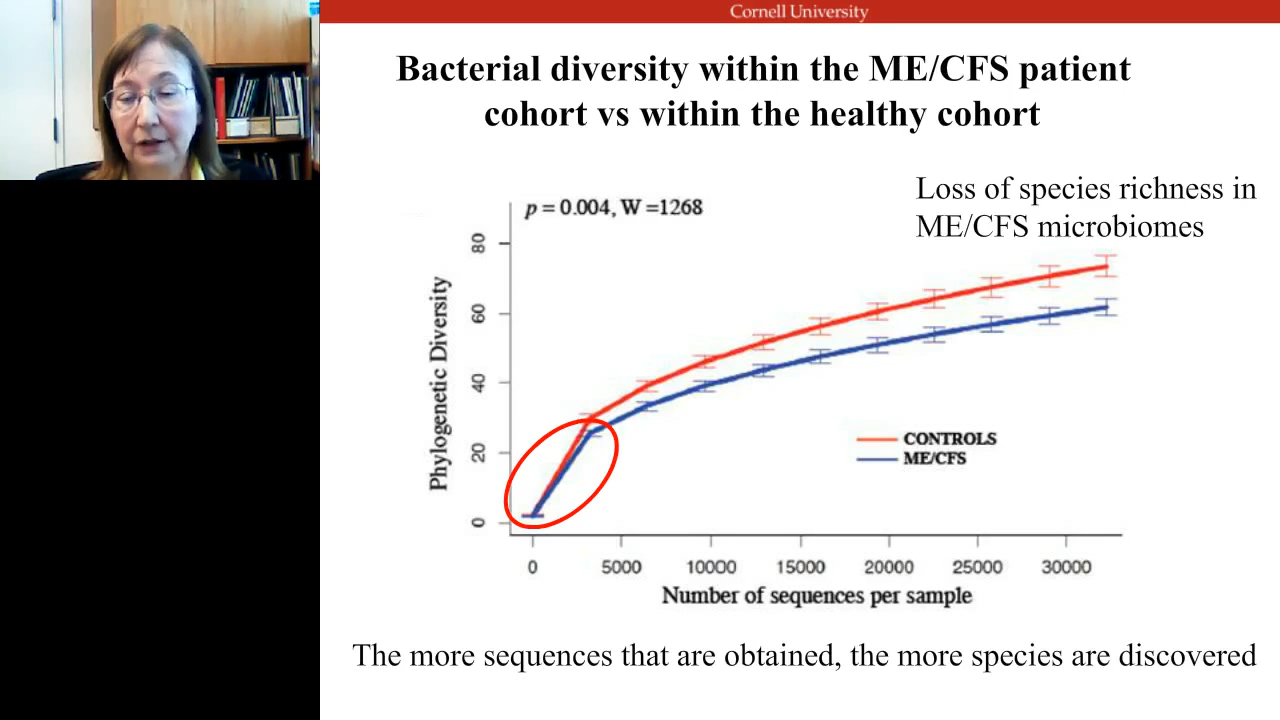 Cornell University
Bacterial diversity within the ME/CFS patient
cohort vs within the healthy cohort
Loss of species richness in
ME/CFS microbiomes
p = 0.004, W =1268
Phylogenetic Diversity
80
60
40
20
0
CONTROLS
ME/CFS
0 5000 10000 15000 20000 25000 30000
Number of sequences per sample
The more sequences that are obtained, the more species are discovered